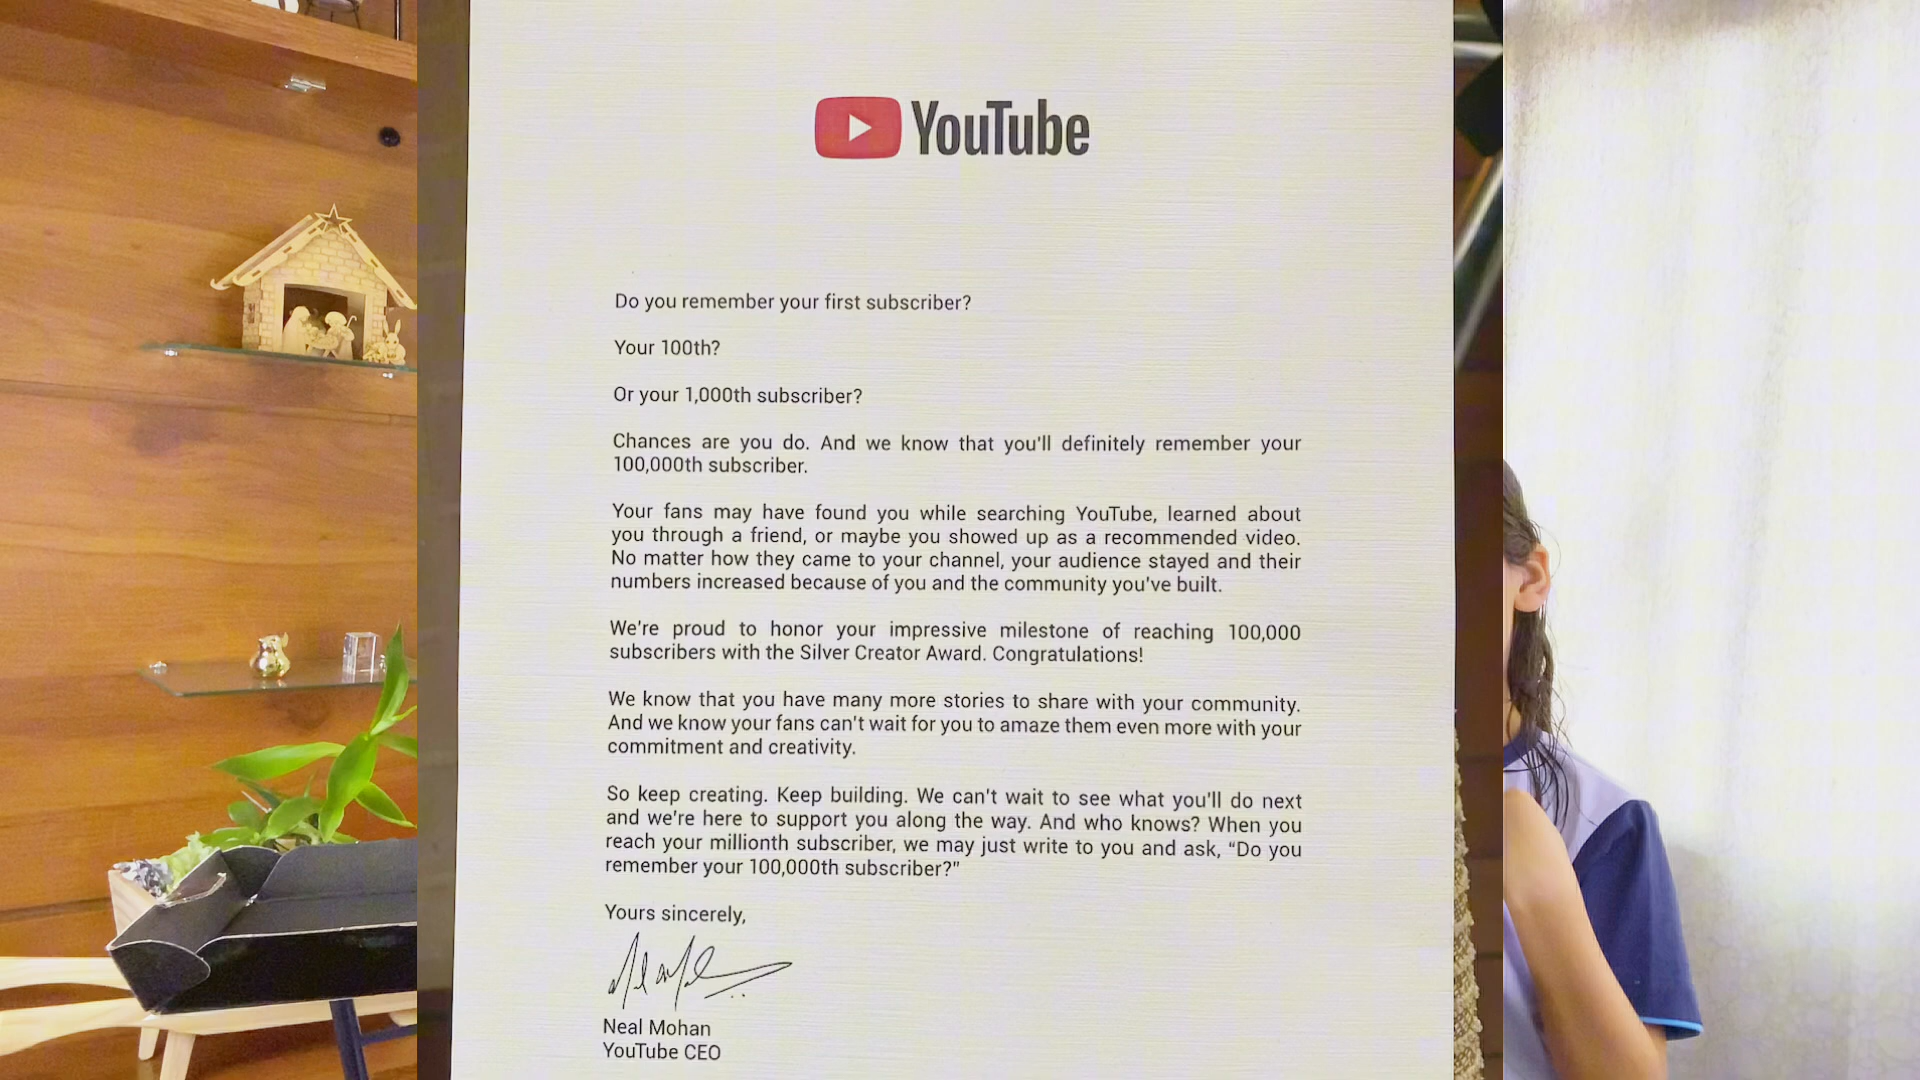 YouTube
Do you remember your first subscriber?
Your 100th?
Or your 1,000th subscriber?
Chances are you do. And we know that you'll definitely remember your
100,000th subscriber.
Your fans may have found you while searching YouTube, learned about
you through a friend, or maybe you showed up as a recommended video.
No matter how they came to your channel, your audience stayed and their
numbers increased because of you and the community you've built.
We're proud to honor your impressive milestone of reaching 100,000
subscribers with the Silver Creator Award. Congratulations!
We know that you have many more stories to share with your community.
And we know your fans can't wait for you to amaze them even more with your
commitment and creativity.
So keep creating. Keep building. We can't wait to see what you'll do next
and we're here to support you along the way. And who knows? When you
reach your millionth subscriber, we may just write to you and ask, “Do you
remember your 100,000th subscriber?”
Yours sincerely,
Neal Mohan
YouTube CEO